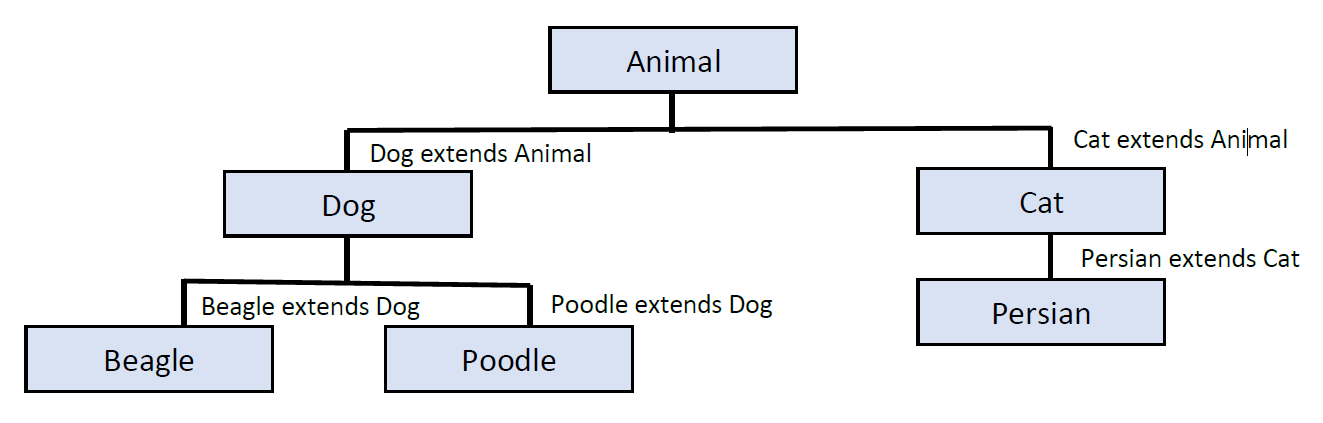 Animal
Dog extends Animal
Cat extends Animal
Dog
Cat
Persian extends Cat
Beagle extends Dog
Poodle extends Dog
Persian
Beagle
Poodle